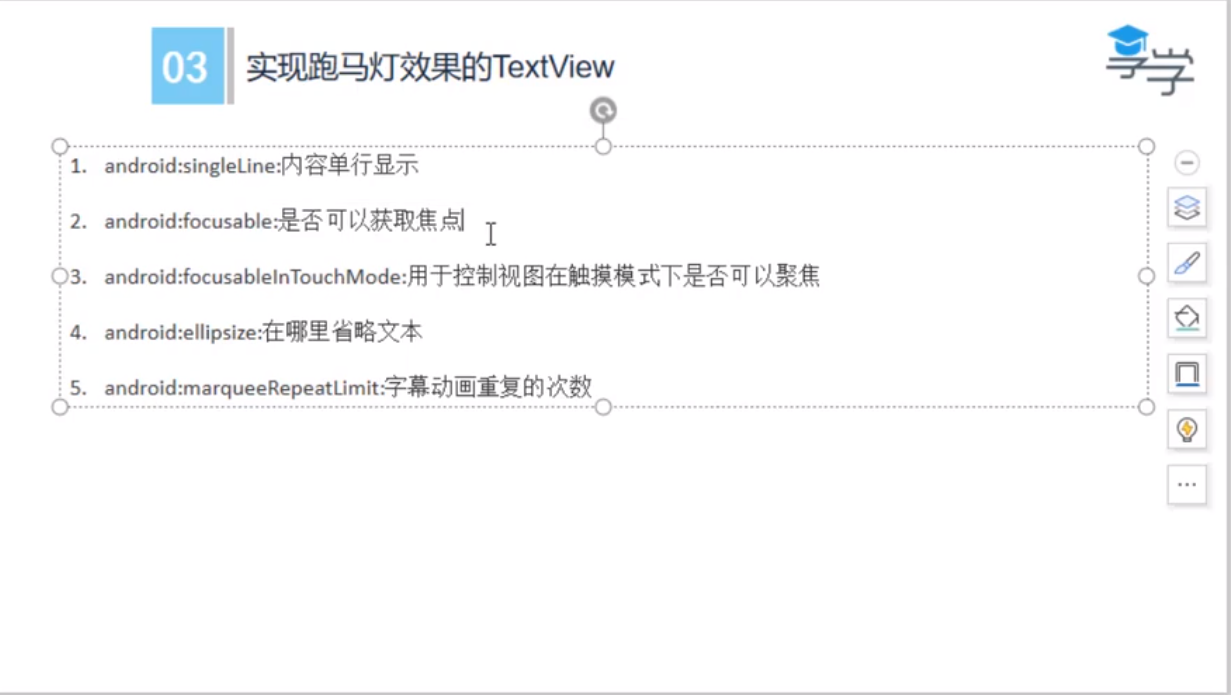 03 实现跑马灯效果的TextView
享学
1. android:singleLine:内容单行显示
2. android:focusable:是否可以获取焦点
3. android:focusableInTouchMode:用于控制视图在触摸模式下是否可以聚焦
4. android:ellipsize:在哪里省略文本
5. android:marqueeRepeatLimit:字幕动画重复的次数